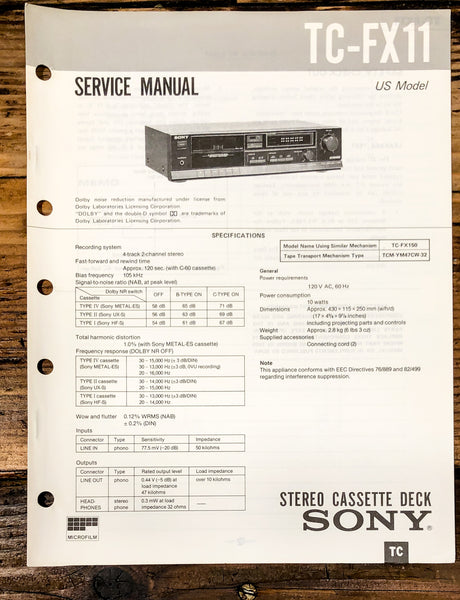 TC-FX11
US Model
SERVICE MANUAL
SONY
Dolby noise reduction manufactured under license from
Dolby Laboratories Licensing Corporation.
"DOLBY" and the double-D symbol are trademarks of
Dolby Laboratories Licensing Corporation.
SPECIFICATIONS
Recording system
4-track 2-channel stereo
Fast-forward and rewind time
Approx. 120 sec. (with C-60 cassette)
Bias frequency 105 kHz
Signal-to-noise ratio (NAB, at peak level)
Dolby NR switch
Cassette OFF B-TYPE ON C-TYPE ON
TYPE IV (Sony METAL-ES) 58 dB 65 dB 71 dB
TYPE II (Sony UX-S) 56 dB 63 dB 69 dB
TYPE I (Sony HF-S) 54 dB 61 dB 67 dB
Total harmonic distortion
1.0% (with Sony METAL-ES cassette)
Frequency response (DOLBY NR OFF)
TYPE IV cassette
(Sony METAL-ES)
30 – 15,000 Hz (± 3 dB/DIN)
30 – 13,000 Hz (±3 dB, 0VU recording)
20 – 16,000 Hz
TYPE II cassette
(Sony UX-S)
30 – 14,000 Hz (±3 dB/DIN)
20 – 15,000 Hz
TYPE I cassette
(Sony HF-S)
30 – 13,000 Hz (±3 dB/DIN)
20 – 14,000 Hz
Wow and flutter 0.12% WRMS (NAB)
± 0.2% (DIN)
Inputs
Connector Type Sensitivity Impedance
LINE IN phono 77.5 mV (–20 dB) 50 kilohms
Outputs
Connector Type Rated output level Load impedance
LINE OUT phono 0.44 V (–5 dB) at
load impedance
47 kilohms
over 10 kilohms
HEAD-
PHONES
stereo
phone
0.3 mW at load
impedance 32 ohms
Model Name Using Similar Mechanism TC-FX150
Tape Transport Mechanism Type TCM-YM47CW-32
General
Power requirements
120 V AC, 60 Hz
Power consumption
10 watts
Dimensions Approx. 430 × 115 × 250 mm (w/h/d)
including projecting parts and controls
Weight Approx. 2.8 kg (6 lbs 3 oz)
Supplied accessories
Connecting cord (2)
Note
This appliance conforms with EEC Directives 76/889 and 82/499
regarding interference suppression.
MICROFILM
STEREO CASSETTE DECK
SONY®
TC